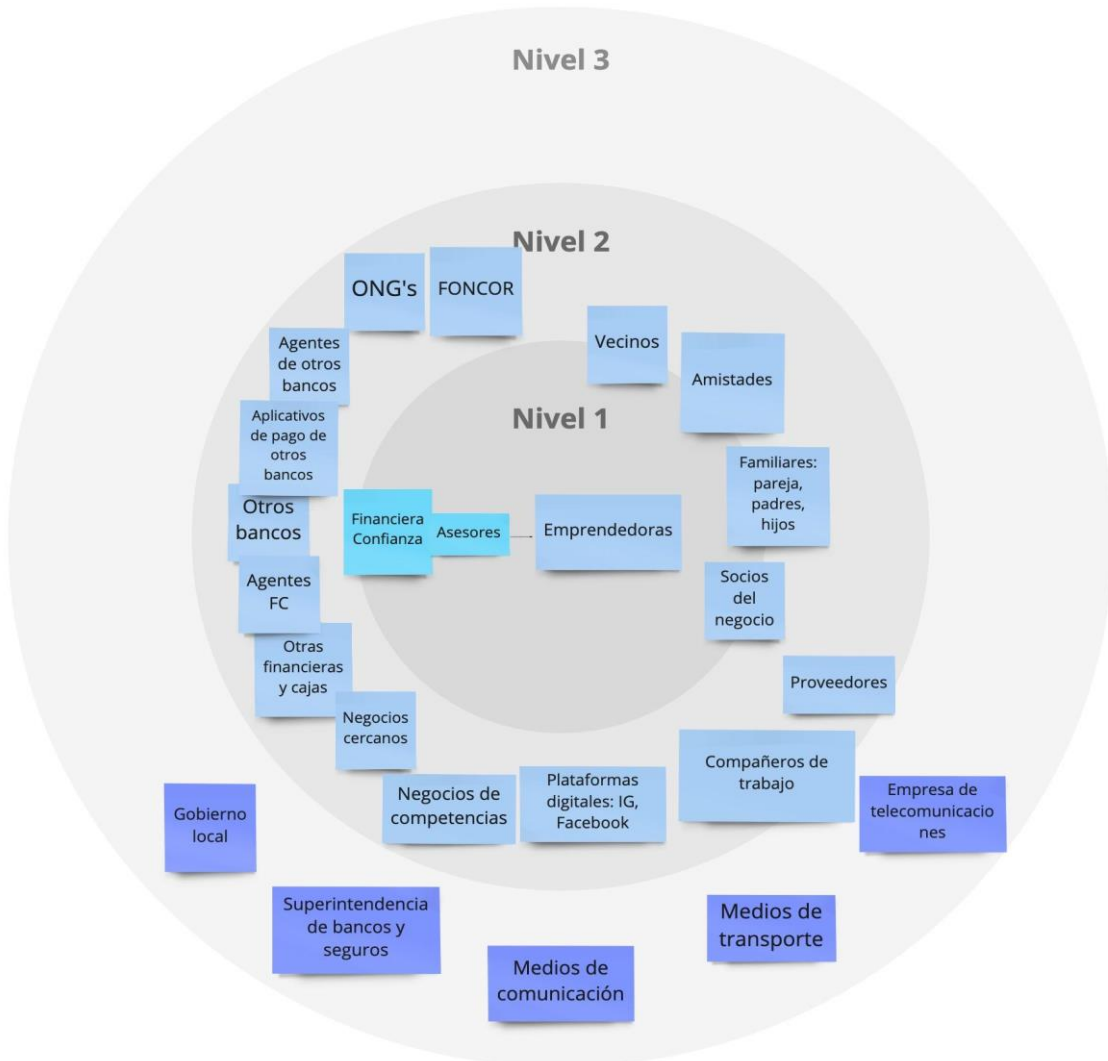 Nivel 3
Nivel 2
ONG's
FONCOR
Vecinos
Agentes
de otros
bancos
Amistades
Nivel 1
Aplicativos
de pago de
otros
bancos
Familiares:
pareja,
padres,
hijos
Otros
bancos
Financiera
Confianza
Asesores
Emprendedoras
Agentes
FC
Socios
del
negocio
Otras
financieras
y cajas
Proveedores
Negocios
cercanos
Compañeros de
trabajo
Negocios de
competencias
Plataformas
digitales: IG,
Facebook
Empresa de
telecomunicacio
nes
Gobierno
local
Superintendencia
de bancos y
seguros
Medios de
transporte
Medios de
comunicación